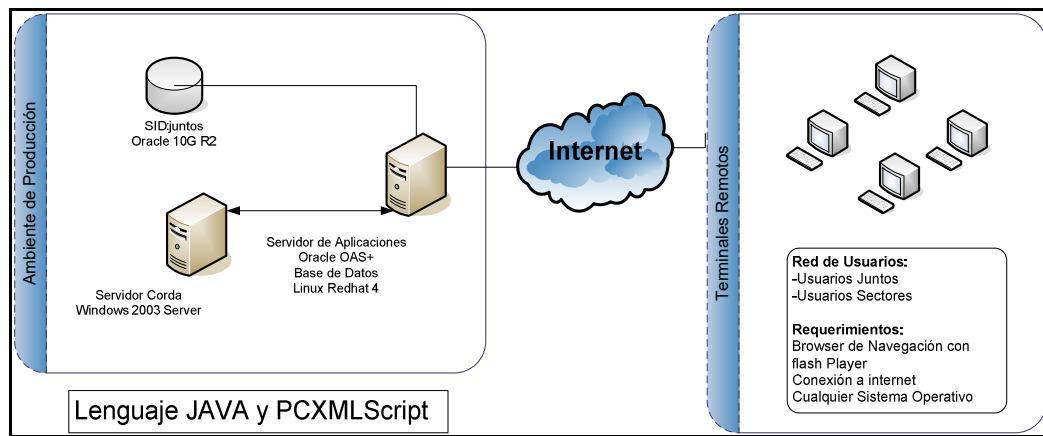 Ambiente de Producción
SID:juntos
Oracle 10G R2
Servidor de Aplicaciones
Oracle OAS+
Base de Datos
Linux Redhat 4
Servidor Corda
Windows 2003 Server
Lenguaje JAVA y PCXMLScript
Internet
Terminales Remotos
Red de Usuarios:
-Usuarios Juntos
-Usuarios Sectores
Requerimientos:
Browser de Navegación con
flash Player
Conexión a internet
Cualquier Sistema Operativo